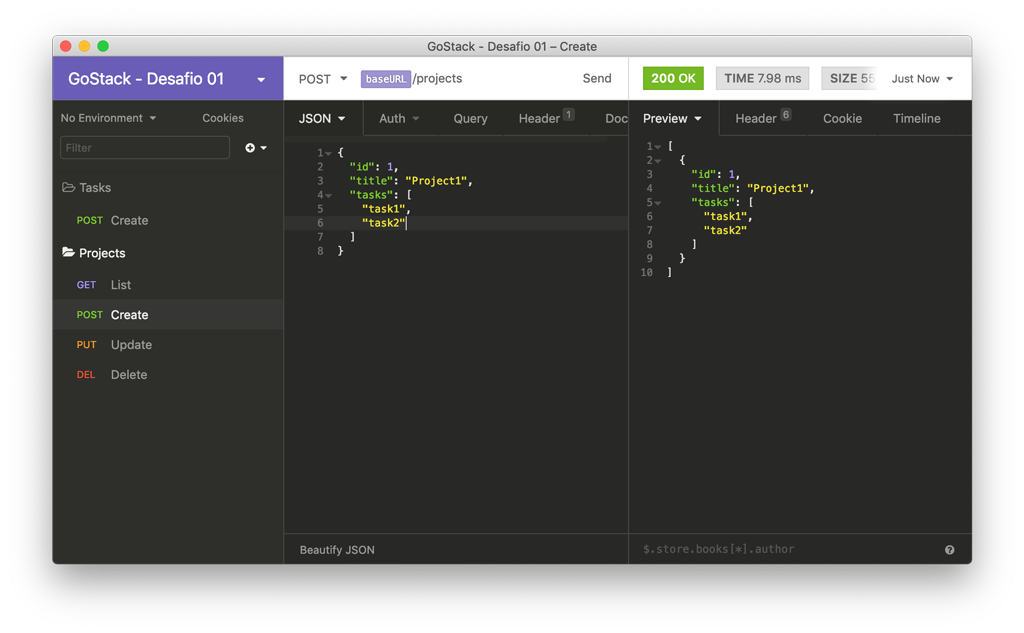 GoStack - Desafio 01 – Create
GoStack - Desafio 01
POST baseURL/projects Send
200 OK TIME 7.98 ms SIZE 55 Just Now
No Environment Cookies
Filter
Tasks
POST Create
Projects
GET List
POST Create
PUT Update
DEL Delete
JSON Auth Query Header 1 Doc
1 {
2 "id": 1,
3 "title": "Project1",
4 "tasks": [
5 "task1",
6 "task2"
7 ]
8 }
Beautify JSON
Preview Header 6 Cookie Timeline
1 [
2 {
3 "id": 1,
4 "title": "Project1",
5 "tasks": [
6 "task1",
7 "task2"
8 ]
9 }
10 ]
$.store.books[*].author